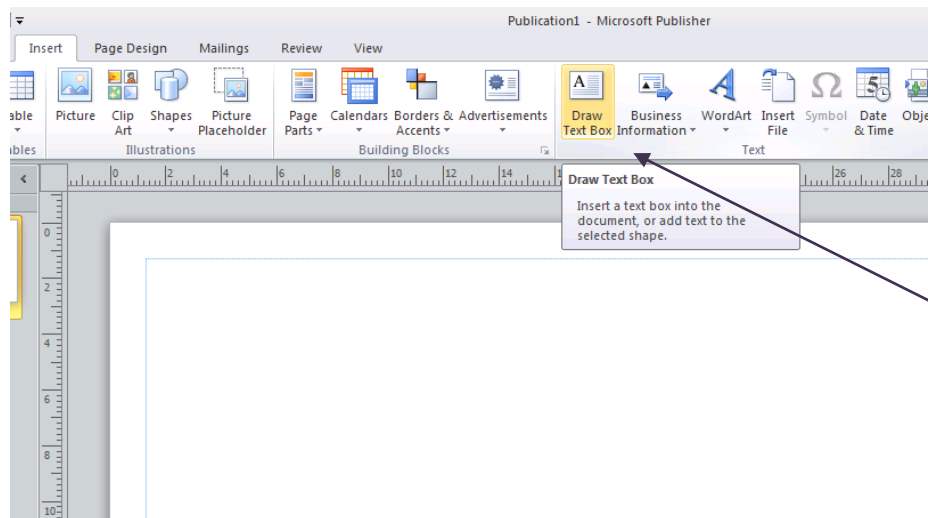 Publication1 - Microsoft Publisher
Insert Page Design Mailings Review View
able Picture Clip Art Shapes Picture Placeholder Page Parts Calendars Borders & Accents Advertisements Draw Text Box Business Information WordArt Insert File Symbol Date & Time Obje
bles Illustrations Building Blocks Text
0 2 4 6 8 10 12 14 1 26 28
Draw Text Box
Insert a text box into the
document, or add text to the
selected shape.
0
2
4
6
8
10